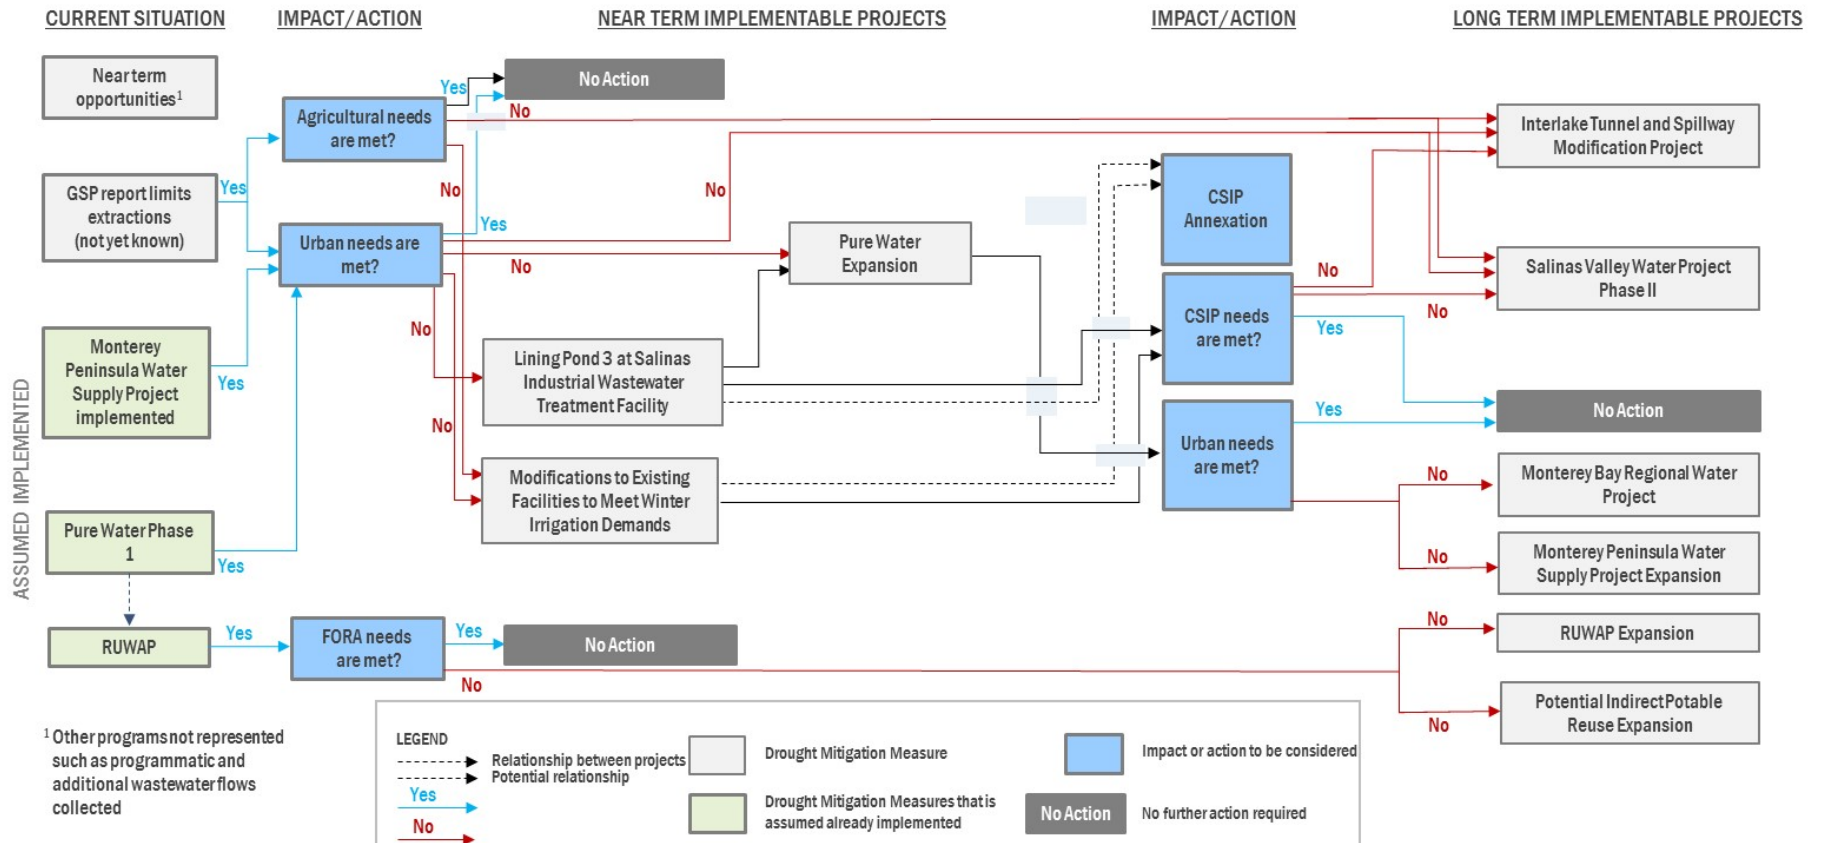 CURRENT SITUATION
IMPACT/ACTION
NEAR TERM IMPLEMENTABLE PROJECTS
IMPACT/ACTION
LONG TERM IMPLEMENTABLE PROJECTS
Near term
opportunities¹
GSP report limits
extractions
(not yet known)
Yes
Monterey
Peninsula Water
Supply Project
implemented
Yes
ASSUMED IMPLEMENTED
Pure Water Phase
1
Yes
RUWAP
Yes
Agricultural needs
are met?
Yes
No
No
Urban needs are
met?
Yes
No
No
No
No
FORA needs
are met?
Yes
No
No Action
Pure Water
Expansion
Lining Pond 3 at Salinas
Industrial Wastewater
Treatment Facility
Modifications to Existing
Facilities to Meet Winter
Irrigation Demands
No Action
CSIP
Annexation
CSIP needs
are met?
No
No
Yes
Urban needs
are met?
Yes
No
No
No
No
Interlake Tunnel and Spillway
Modification Project
Salinas Valley Water Project
Phase II
No Action
Monterey Bay Regional Water
Project
Monterey Peninsula Water
Supply Project Expansion
RUWAP Expansion
Potential Indirect Potable
Reuse Expansion
¹ Other programs not represented
such as programmatic and
additional wastewater flows
collected
LEGEND
Relationship between projects
Potential relationship
Yes
No
Drought Mitigation Measure
Drought Mitigation Measures that is
assumed already implemented
Impact or action to be considered
No Action
No further action required